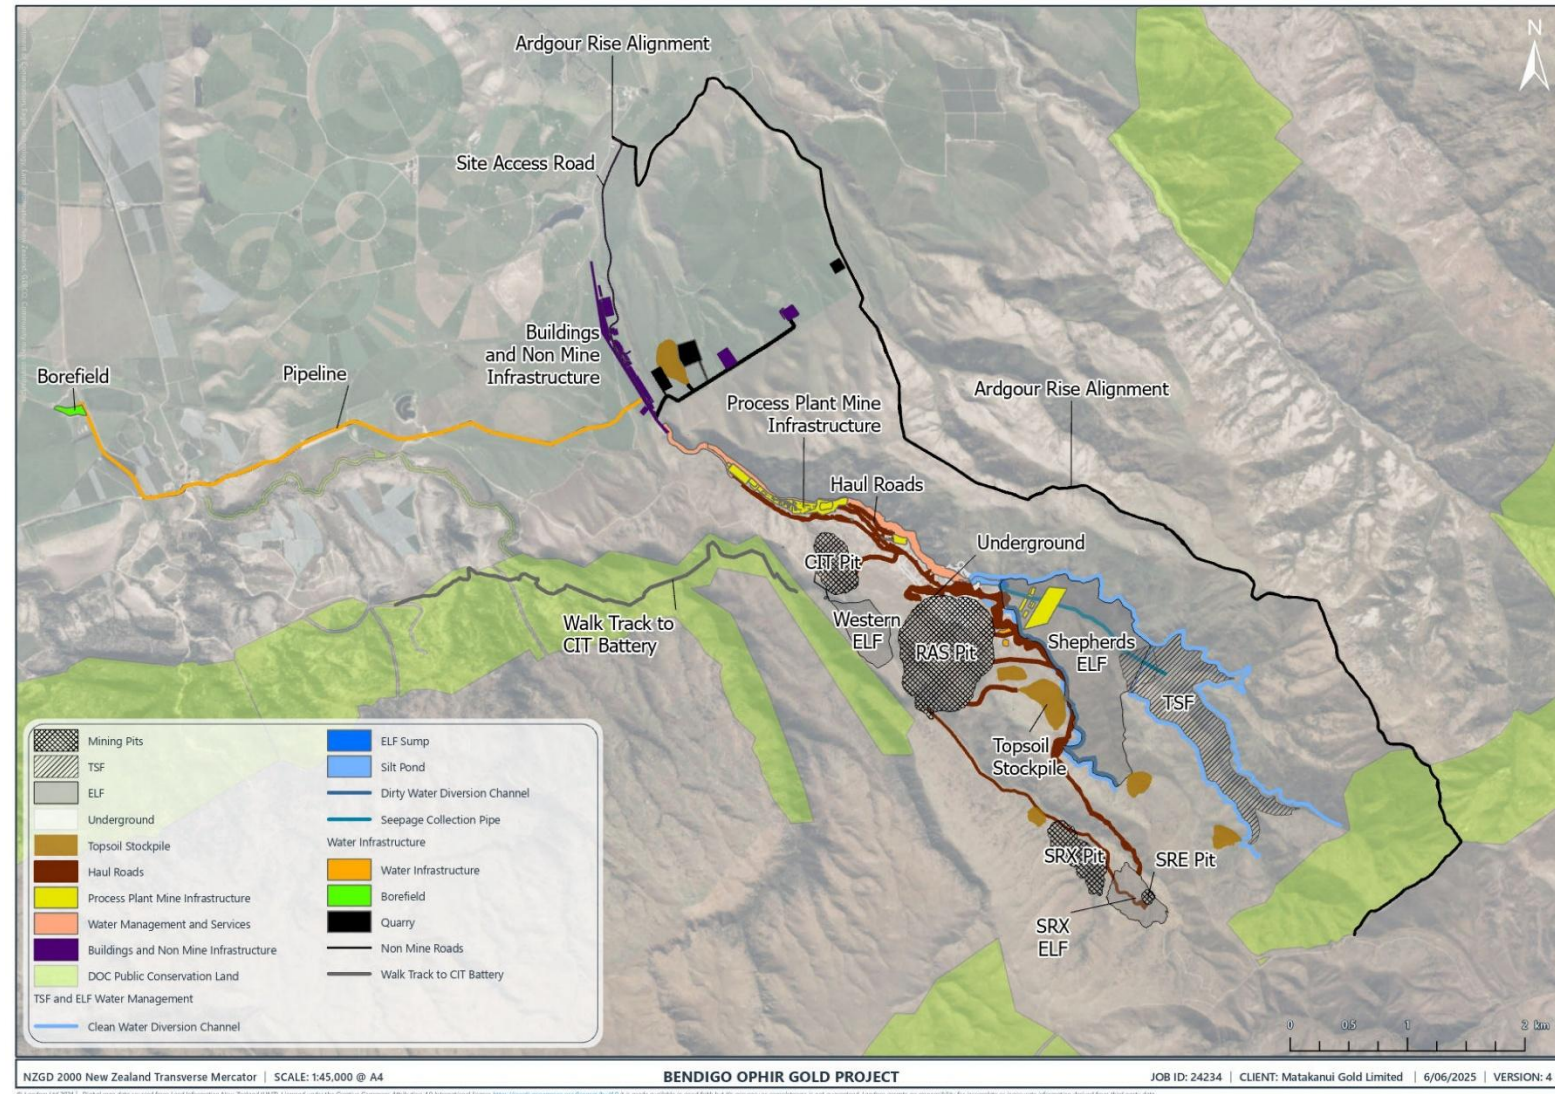 Ardgour Rise Alignment
N
Site Access Road
Buildings
and Non Mine
Infrastructure
Borefield
Pipeline
Ardgour Rise Alignment
Process Plant Mine
Infrastructure
Haul Roads
Underground
CIT Pit
Walk Track to
CIT Battery
Western
ELF
RAS Pit
Shepherds
ELF
TSF
Topsoil
Stockpile
SRX Pit
SRE Pit
SRX
ELF
Mining Pits
TSF
ELF
Underground
Topsoil Stockpile
Haul Roads
Process Plant Mine Infrastructure
Water Management and Services
Buildings and Non Mine Infrastructure
DOC Public Conservation Land
TSF and ELF Water Management
Clean Water Diversion Channel
ELF Sump
Silt Pond
Dirty Water Diversion Channel
Seepage Collection Pipe
Water Infrastructure
Water Infrastructure
Borefield
Quarry
Non Mine Roads
Walk Track to CIT Battery
0 0.5 1 2 km
NZGD 2000 New Zealand Transverse Mercator | SCALE: 1:45,000 @ A4
BENDIGO OPHIR GOLD PROJECT
JOB ID: 24234 | CLIENT: Matakanui Gold Limited | 6/06/2025 | VERSION: 4